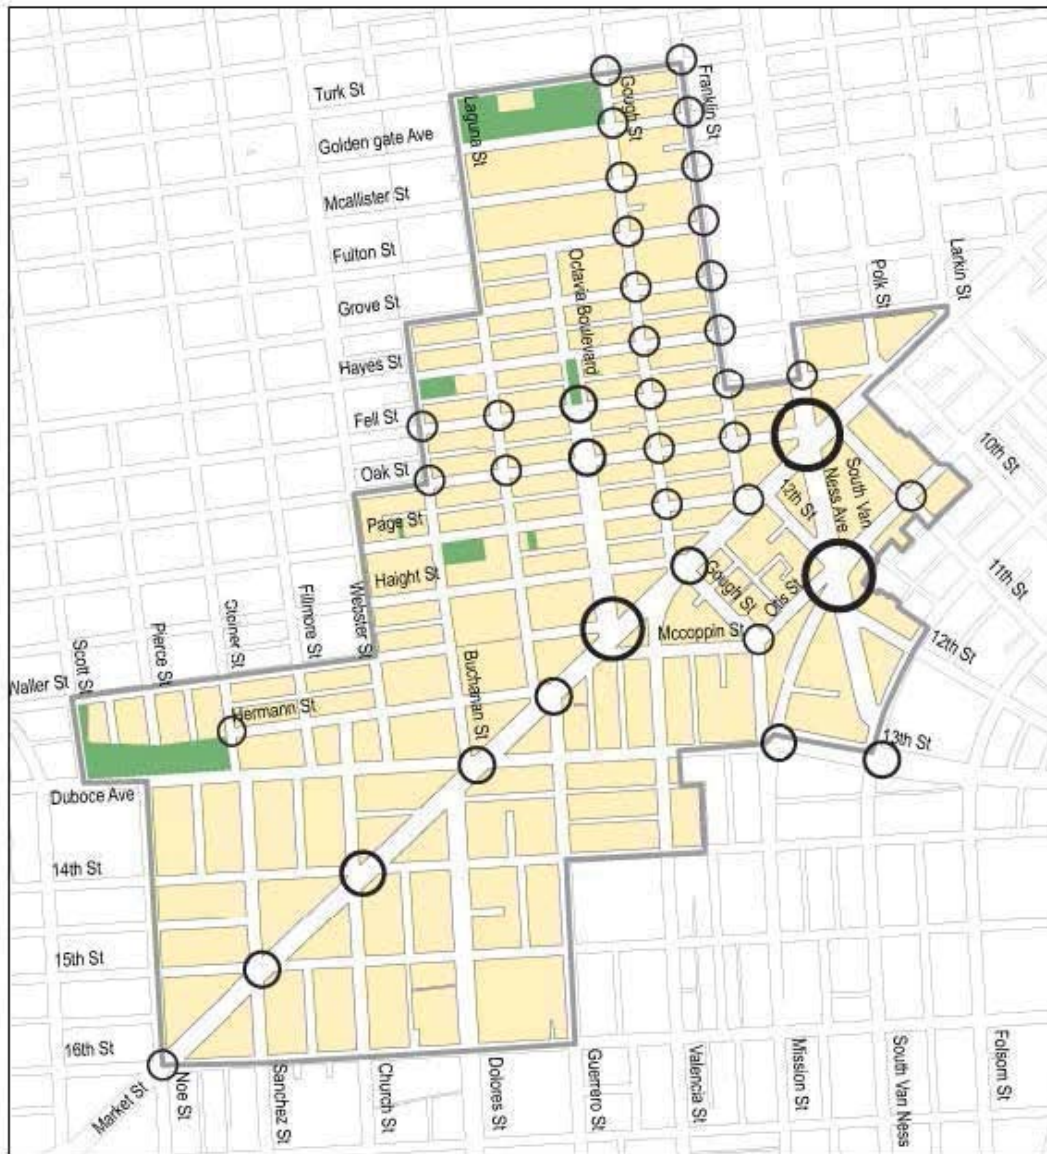 Turk St
Golden gate Ave
Mcallister St
Fulton St
Grove St
Hayes St
Fell St
Oak St
Page St
Haight St
Laguna St
Gough St
Franklin St
Octavia Boulevard
Polk St
Larkin St
10th St
11th St
12th St
12th St
South Van
Ness Ave
Gough St
Otis St
Mccoppin St
13th St
Webster St
Fillmore St
Steiner St
Pierce St
Scott St
Waller St
Hermann St
Buchanan St
Duboce Ave
14th St
15th St
16th St
Market St
Noe St
Sanchez St
Church St
Dolores St
Guerrero St
Valencia St
Mission St
South Van Ness
Folsom St